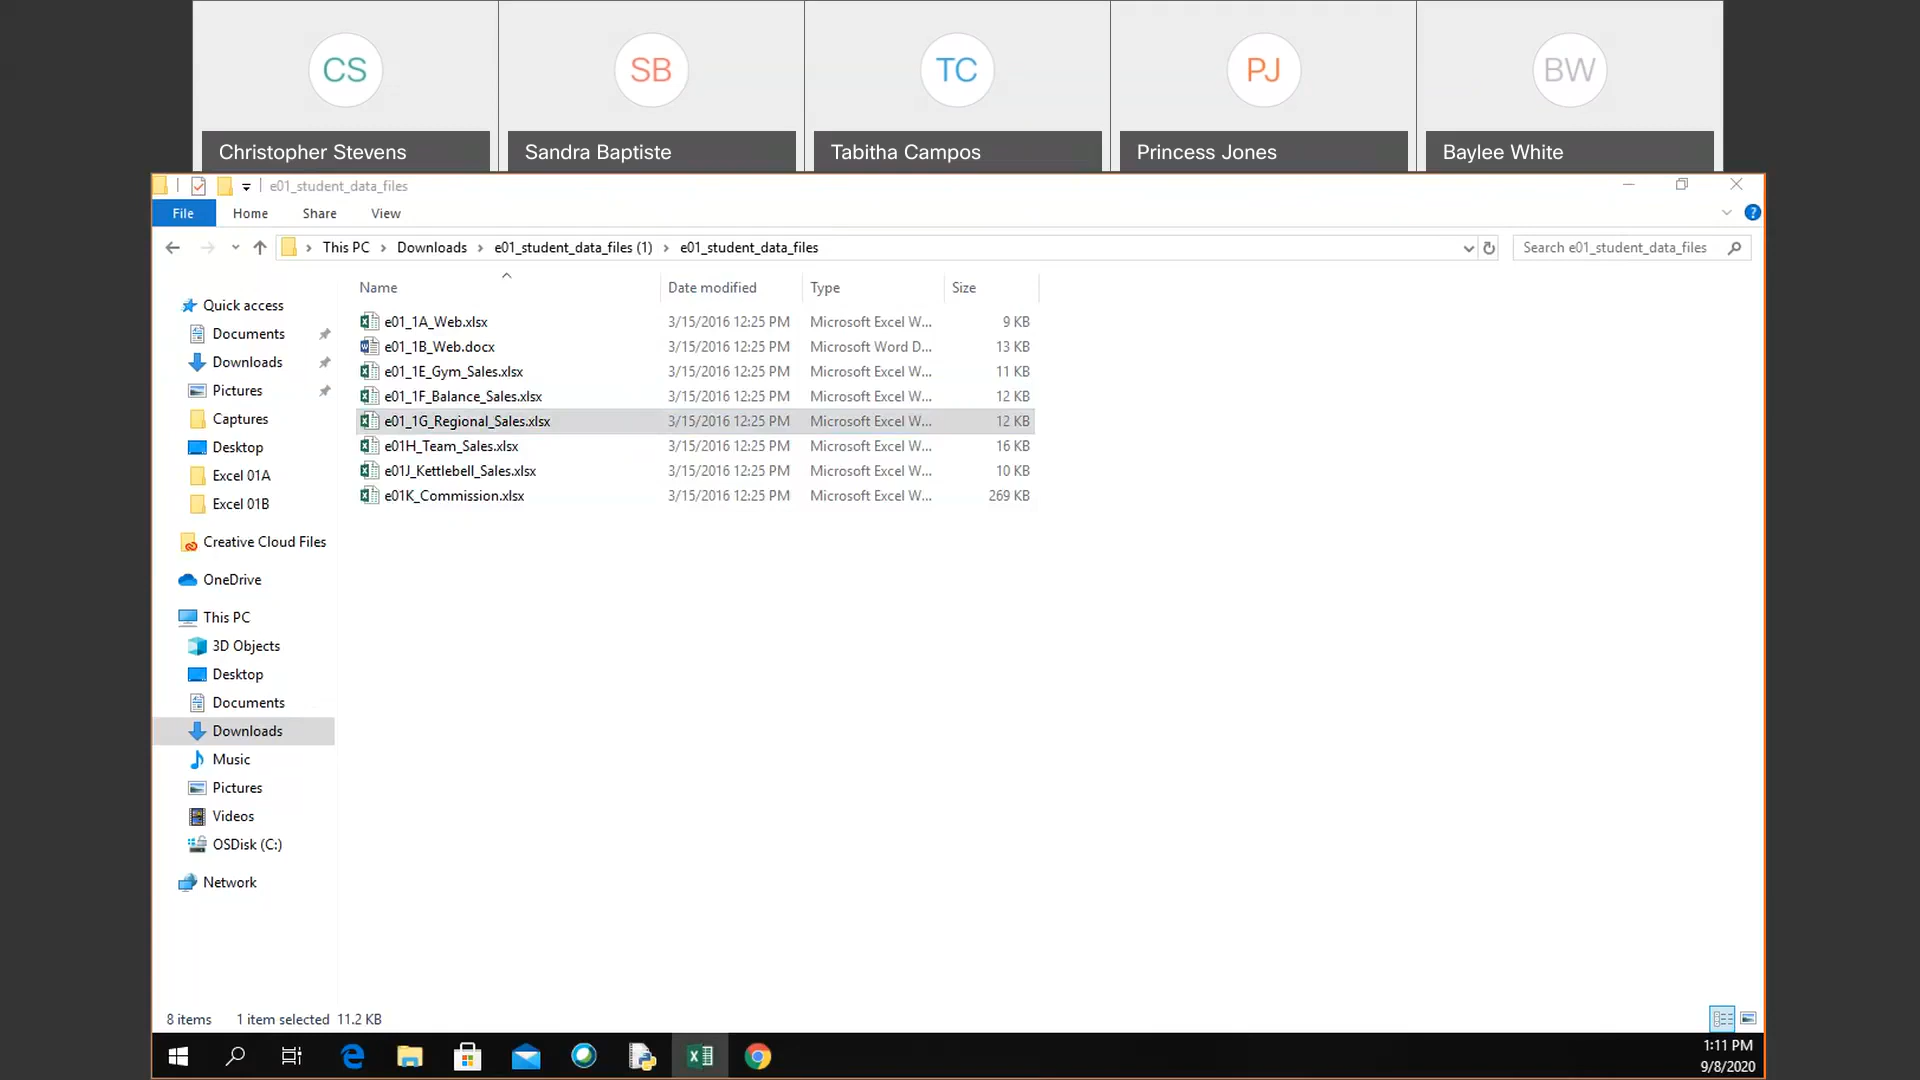 CS SB TC PJ BW
Christopher Stevens Sandra Baptiste Tabitha Campos Princess Jones Baylee White
e01_student_data_files
File Home Share View
This PC Downloads e01_student_data_files (1) e01_student_data_files Search e01_student_data_files
Name Date modified Type Size
Quick access
Documents
Downloads
Pictures
Captures
Desktop
Excel 01A
Excel 01B
Creative Cloud Files
OneDrive
This PC
3D Objects
Desktop
Documents
Downloads
Music
Pictures
Videos
OSDisk (C:)
Network
e01_1A_Web.xlsx 3/15/2016 12:25 PM Microsoft Excel W... 9 KB
e01_1B_Web.docx 3/15/2016 12:25 PM Microsoft Word D... 13 KB
e01_1E_Gym_Sales.xlsx 3/15/2016 12:25 PM Microsoft Excel W... 11 KB
e01_1F_Balance_Sales.xlsx 3/15/2016 12:25 PM Microsoft Excel W... 12 KB
e01_1G_Regional_Sales.xlsx 3/15/2016 12:25 PM Microsoft Excel W... 12 KB
e01H_Team_Sales.xlsx 3/15/2016 12:25 PM Microsoft Excel W... 16 KB
e01J_Kettlebell_Sales.xlsx 3/15/2016 12:25 PM Microsoft Excel W... 10 KB
e01K_Commission.xlsx 3/15/2016 12:25 PM Microsoft Excel W... 269 KB
8 items 1 item selected 11.2 KB
1:11 PM
9/8/2020